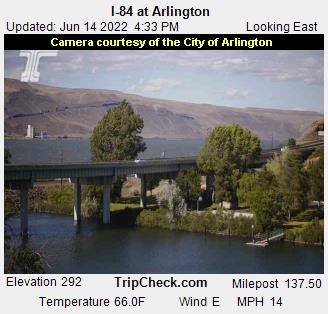 I-84 at Arlington
Updated: Jun 14 2022 4:33 PM Looking East
Camera courtesy of the City of Arlington
Elevation 292 TripCheck.com Milepost 137.50
Temperature 66.0F Wind E MPH 14